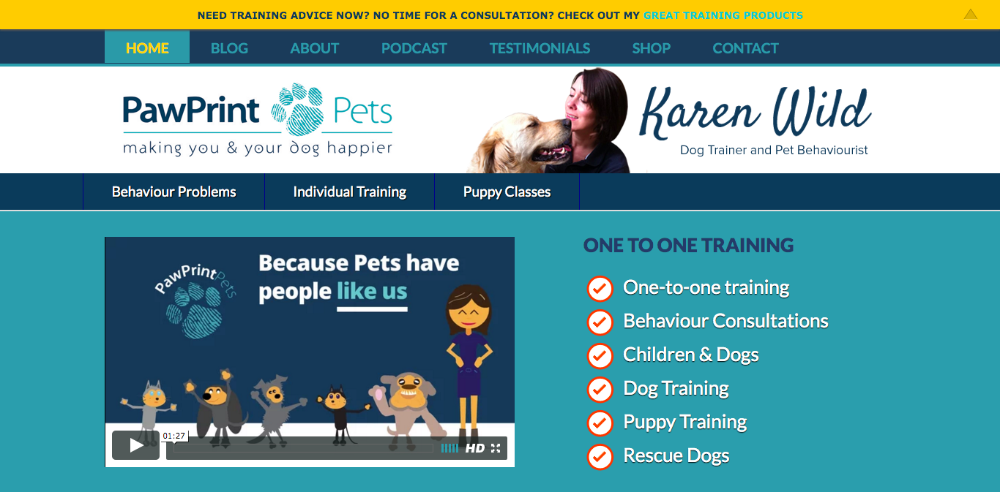 NEED TRAINING ADVICE NOW? NO TIME FOR A CONSULTATION? CHECK OUT MY GREAT TRAINING PRODUCTS
HOME BLOG ABOUT PODCAST TESTIMONIALS SHOP CONTACT
PawPrint Pets
making you & your dog happier
Karen Wild
Dog Trainer and Pet Behaviourist
Behaviour Problems Individual Training Puppy Classes
PawPrintPets
Because Pets have
people like us
01:27
HD
ONE TO ONE TRAINING
One-to-one training
Behaviour Consultations
Children & Dogs
Dog Training
Puppy Training
Rescue Dogs